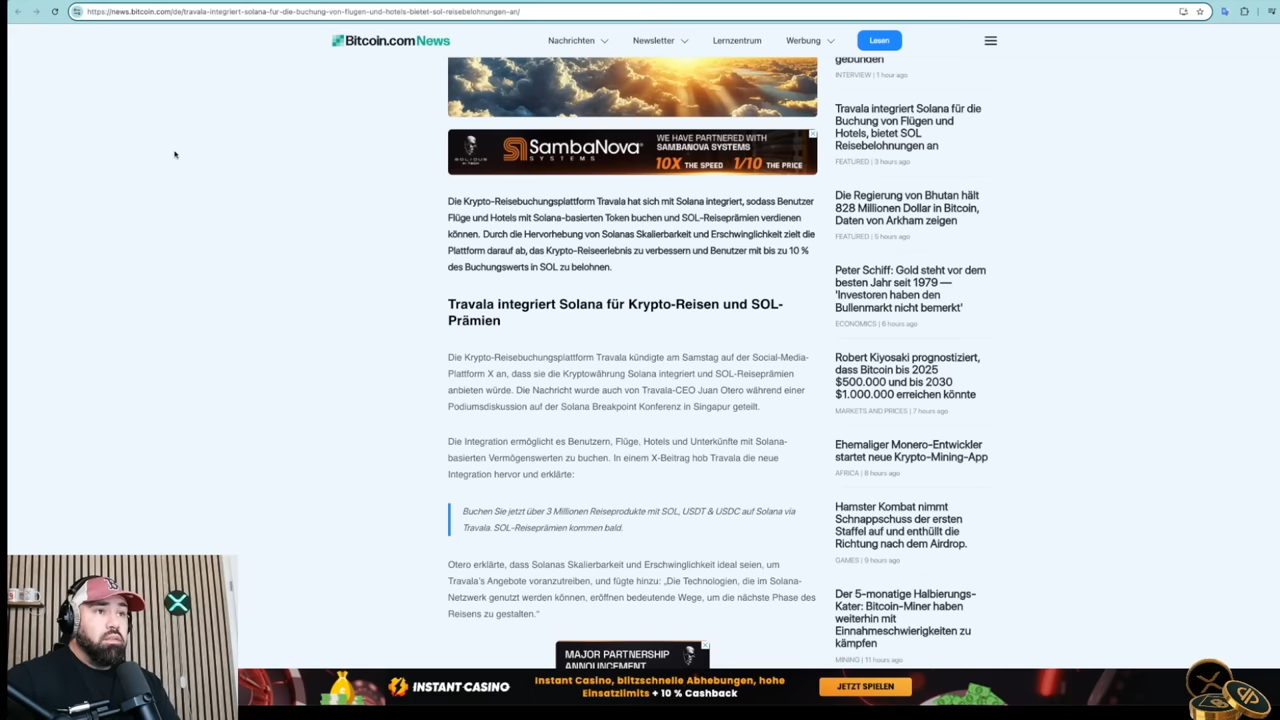 https://news.bitcoin.com/de/travala-integriert-solana-fur-die-buchung-von-flugen-und-hotels-bietet-sol-reisebelohnungen-an/
Bitcoin.com News
Nachrichten
Newsletter
Lernzentrum
Werbung
Lesen
SOLIDUS
SambaNova
SYSTEMS
WE HAVE PARTNERED WITH
SAMBANOVA SYSTEMS
10X THE SPEED 1/10 THE PRICE
Die Krypto-Reisebuchungsplattform Travala hat sich mit Solana integriert, sodass Benutzer
Flüge und Hotels mit Solana-basierten Token buchen und SOL-Reiseprämien verdienen
können. Durch die Hervorhebung von Solanas Skalierbarkeit und Erschwinglichkeit zielt die
Plattform darauf ab, das Krypto-Reiseerlebnis zu verbessern und Benutzer mit bis zu 10 %
des Buchungswerts in SOL zu belohnen.
Travala integriert Solana für Krypto-Reisen und SOL-
Prämien
Die Krypto-Reisebuchungsplattform Travala kündigte am Samstag auf der Social-Media-
Plattform X an, dass sie die Kryptowährung Solana integriert und SOL-Reiseprämien
anbieten würde. Die Nachricht wurde auch von Travala-CEO Juan Otero während einer
Podiumsdiskussion auf der Solana Breakpoint Konferenz in Singapur geteilt.
Die Integration ermöglicht es Benutzern, Flüge, Hotels und Unterkünfte mit Solana-
basierten Vermögenswerten zu buchen. In einem X-Beitrag hob Travala die neue
Integration hervor und erklärte:
Buchen Sie jetzt über 3 Millionen Reiseprodukte mit SOL, USDT & USDC auf Solana via
Travala. SOL-Reiseprämien kommen bald.
Otero erklärte, dass Solanas Skalierbarkeit und Erschwinglichkeit ideal seien, um
Travala's Angebote voranzutreiben, und fügte hinzu: „Die Technologien, die im Solana-
Netzwerk genutzt werden können, eröffnen bedeutende Wege, um die nächste Phase des
Reisens zu gestalten."
MAJOR PARTNERSHIP
ANNOUNCEMENT
gebunden
INTERVIEW | 1 hour ago
Travala integriert Solana für die
Buchung von Flügen und
Hotels, bietet SOL
Reisebelohnungen an
FEATURED | 3 hours ago
Die Regierung von Bhutan hält
828 Millionen Dollar in Bitcoin,
Daten von Arkham zeigen
FEATURED | 5 hours ago
Peter Schiff: Gold steht vor dem
besten Jahr seit 1979 —
'Investoren haben den
Bullenmarkt nicht bemerkt'
ECONOMICS | 6 hours ago
Robert Kiyosaki prognostiziert,
dass Bitcoin bis 2025
$500.000 und bis 2030
$1.000.000 erreichen könnte
MARKETS AND PRICES | 7 hours ago
Ehemaliger Monero-Entwickler
startet neue Krypto-Mining-App
AFRICA | 8 hours ago
Hamster Kombat nimmt
Schnappschuss der ersten
Staffel auf und enthüllt die
Richtung nach dem Airdrop.
GAMES | 9 hours ago
Der 5-monatige Halbierungs-
Kater: Bitcoin-Miner haben
weiterhin mit
Einnahmeschwierigkeiten zu
kämpfen
MINING | 11 hours ago
INSTANT CASINO
Instant Casino, blitzschnelle Abhebungen, hohe
Einsatzlimits + 10 % Cashback
JETZT SPIELEN